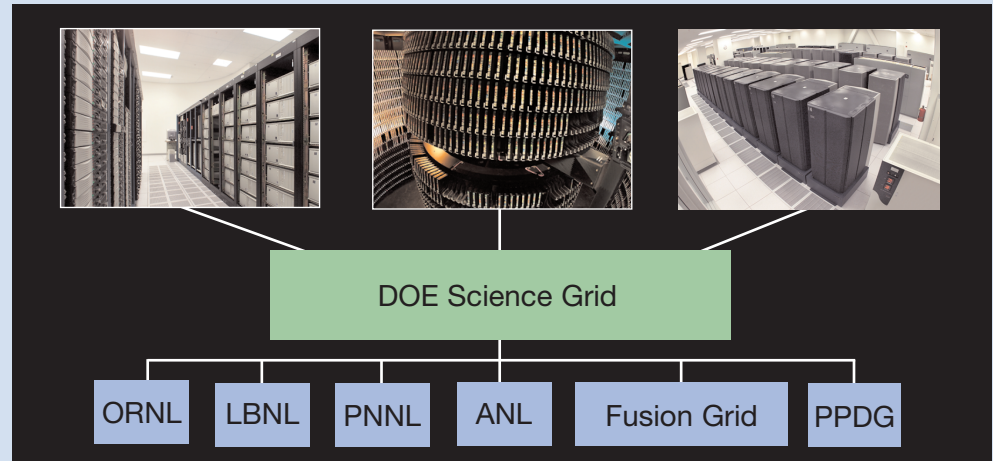 DOE Science Grid
ORNL
LBNL
PNNL
ANL
Fusion Grid
PPDG